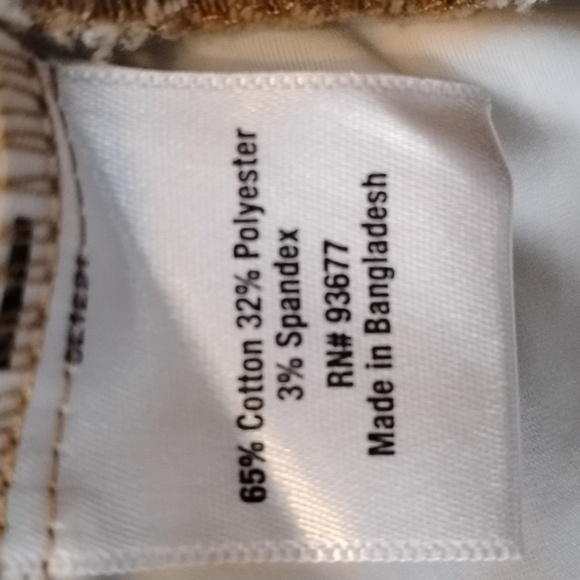 65% Cotton 32% Polyester
3% Spandex
RN# 93677
Made in Bangladesh